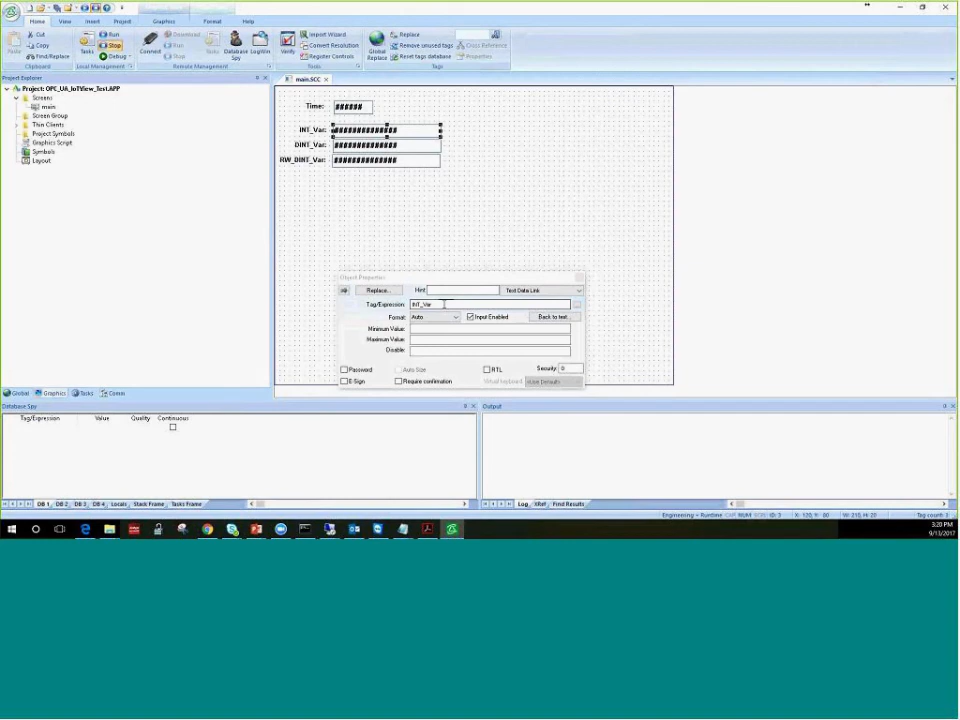 Home View Insert Project Graphics Format Help
Cut
Copy
Find/Replace
Paste
Clipboard
Tasks
Run
Stop
Debug
Local Management
Connect
Download
Run
Stop
Tasks
Remote Management
Database Spy
LogWin
Verify
Import Wizard
Convert Resolution
Register Controls
Tools
Global Replace
Replace
Remove unused tags
Reset tags database
Cross Reference
Properties
Tags
Project Explorer
Project: OPC_UA_IoTView_Test.APP
Screens
main
Screen Group
Thin Clients
Project Symbols
Graphics Script
Symbols
Layout
Global Graphics Tasks Comm
main.SCC
Time: ######
INT_Var: ##############
DINT_Var: ##############
RW_DINT_Var: ##############
Object Properties
Replace... Hint: Text Data Link
Tag/Expression: INT_Var
Format: Auto Input Enabled Back to text...
Minimum Value:
Maximum Value:
Disable:
Password Auto Size RTL Security: 0
E-Sign Require confirmation Virtual keyboard: <Use Default>
Database Spy
Tag/Expression Value Quality Continuous
DB 1 DB 2 DB 3 DB 4 Locals Stack Frame Tasks Frame
Output
Log XRef Find Results
Engineering + Runtime CAP NUM ID: 3 W: 215, H: 20
3:20 PM
9/13/2017